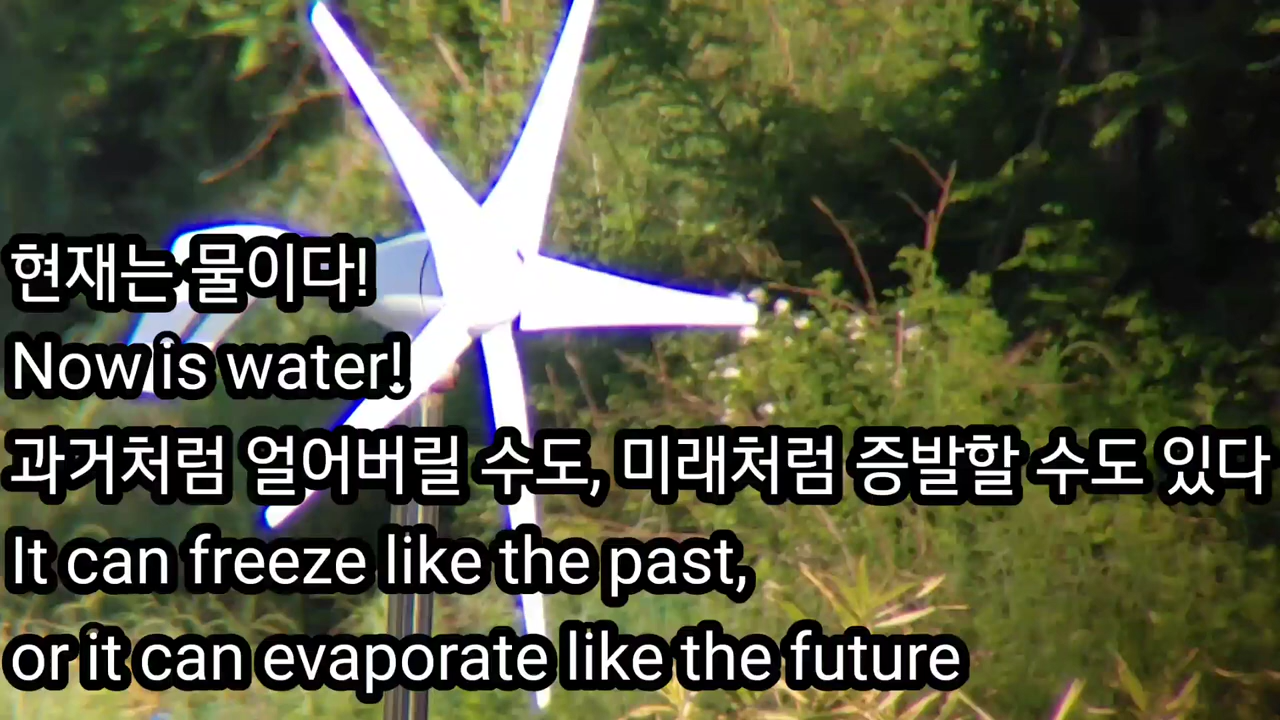 현재는 물이다!
Now is water!
과거처럼 얼어버릴 수도, 미래처럼 증발할 수도 있다
It can freeze like the past,
or it can evaporate like the future